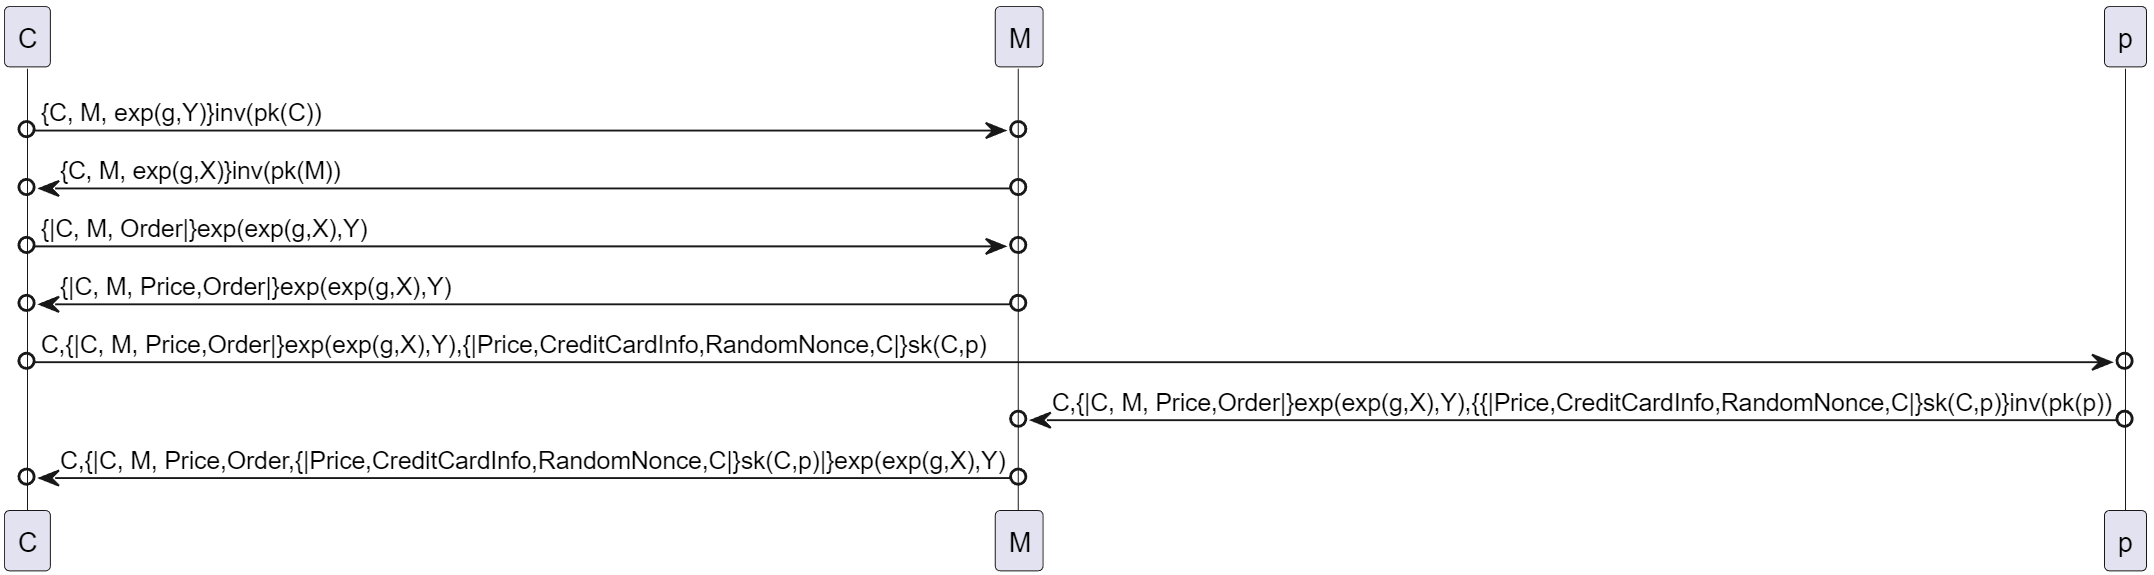 C
M
p
{C, M, exp(g,Y)}inv(pk(C))
{C, M, exp(g,X)}inv(pk(M))
{|C, M, Order|}exp(exp(g,X),Y)
{|C, M, Price,Order|}exp(exp(g,X),Y)
C,{|C, M, Price,Order|}exp(exp(g,X),Y),{|Price,CreditCardInfo,RandomNonce,C|}sk(C,p)
C,{|C, M, Price,Order|}exp(exp(g,X),Y),{{|Price,CreditCardInfo,RandomNonce,C|}sk(C,p)}inv(pk(p))
C,{|C, M, Price,Order,{|Price,CreditCardInfo,RandomNonce,C|}sk(C,p)|}exp(exp(g,X),Y)
C
M
p